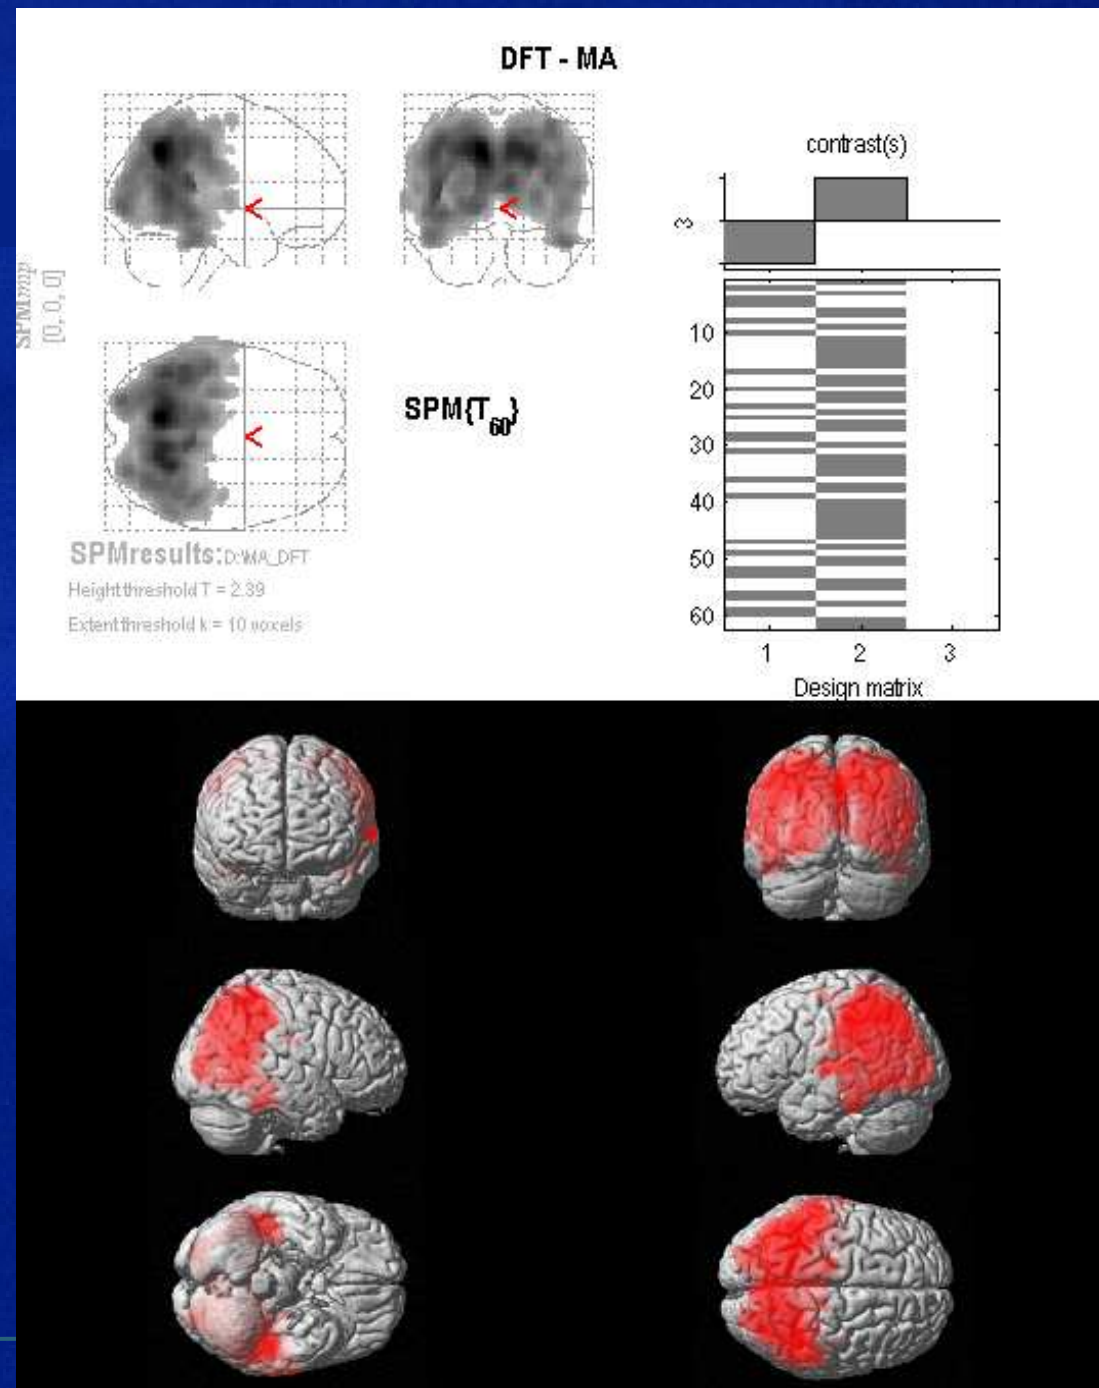 DFT - MA
contrast(s)
3
SPMmip
[0, 0, 0]
<
<
<
SPM{T60}
SPMresults:D:\MA_DFT
Height threshold T = 2.39
Extent threshold k = 10 voxels
10
20
30
40
50
60
1 2 3
Design matrix